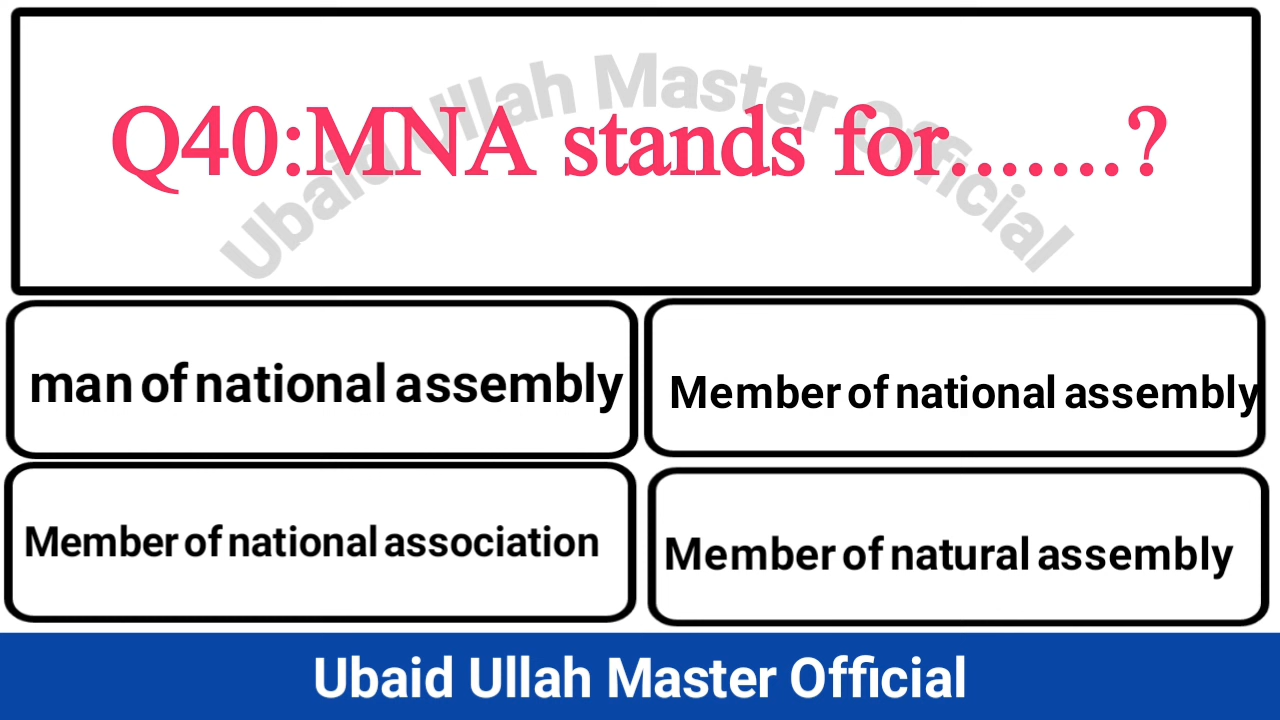 Ubaid Ullah Master Official
Q40:MNA stands for.......?
man of national assembly
Member of national assembly
Member of national association
Member of natural assembly
Ubaid Ullah Master Official